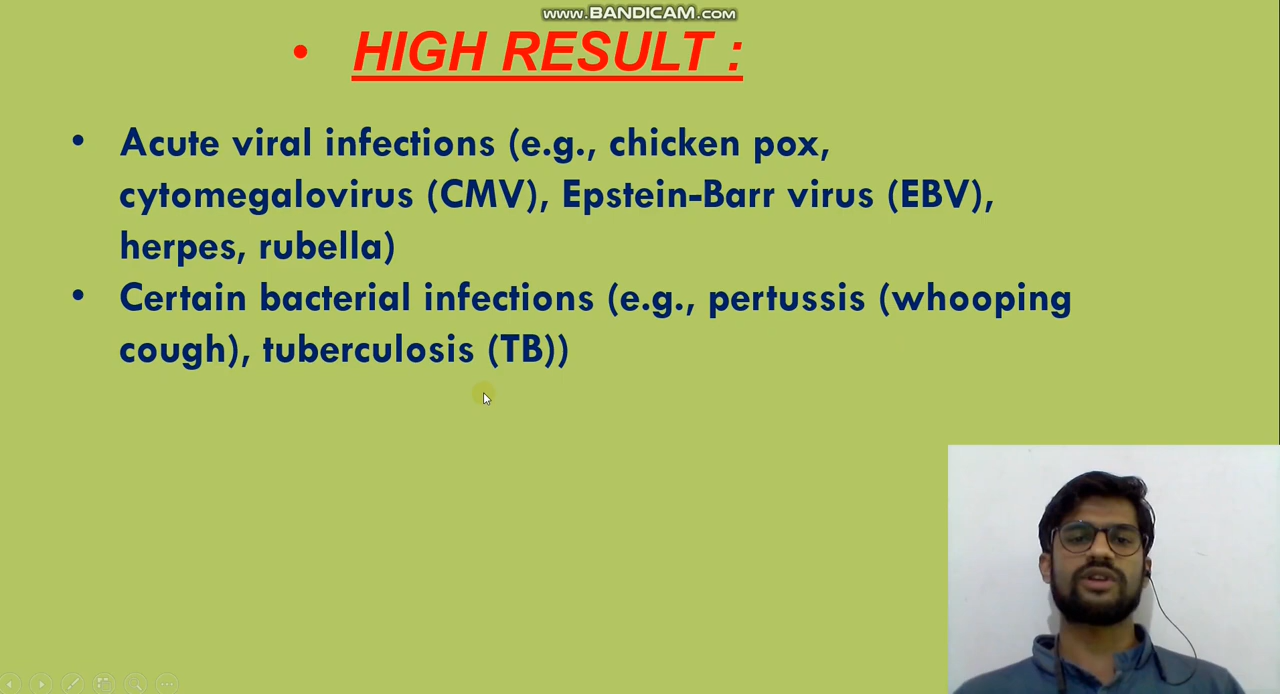 www.BANDICAM.com
• HIGH RESULT :
• Acute viral infections (e.g., chicken pox,
cytomegalovirus (CMV), Epstein-Barr virus (EBV),
herpes, rubella)
• Certain bacterial infections (e.g., pertussis (whooping
cough), tuberculosis (TB))